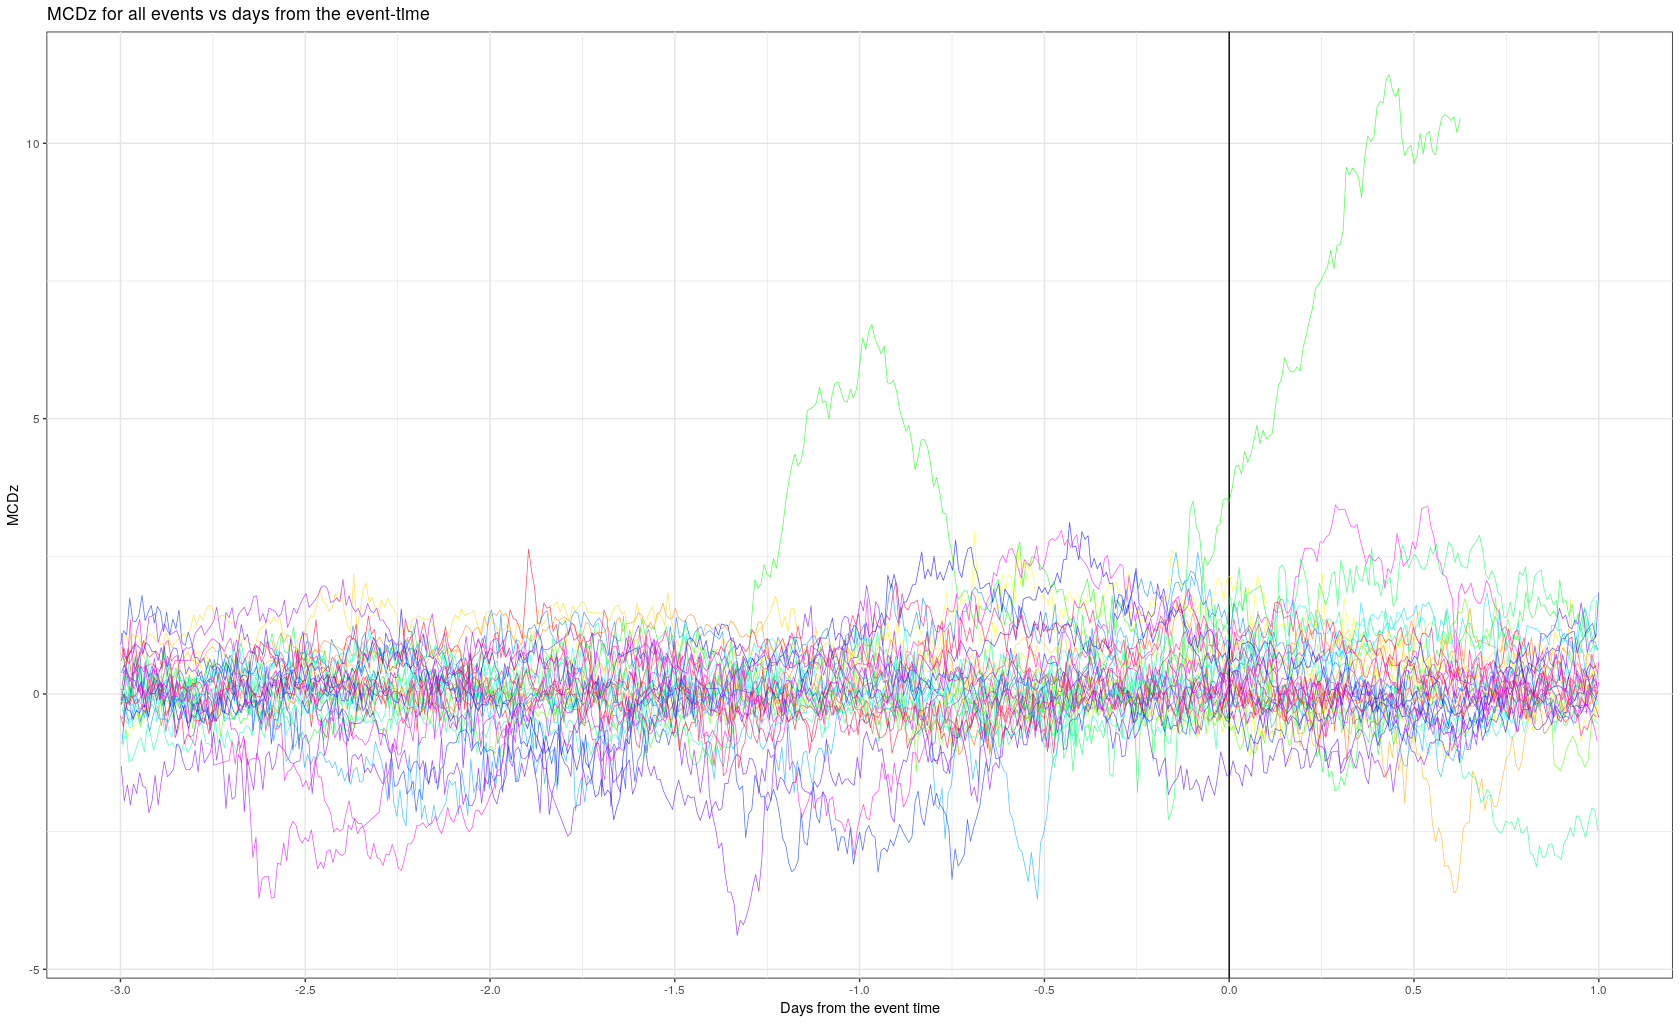 MCDz for all events vs days from the event-time
MCDz
10
5
0
-5
-3.0 -2.5 -2.0 -1.5 -1.0 -0.5 0.0 0.5 1.0
Days from the event time